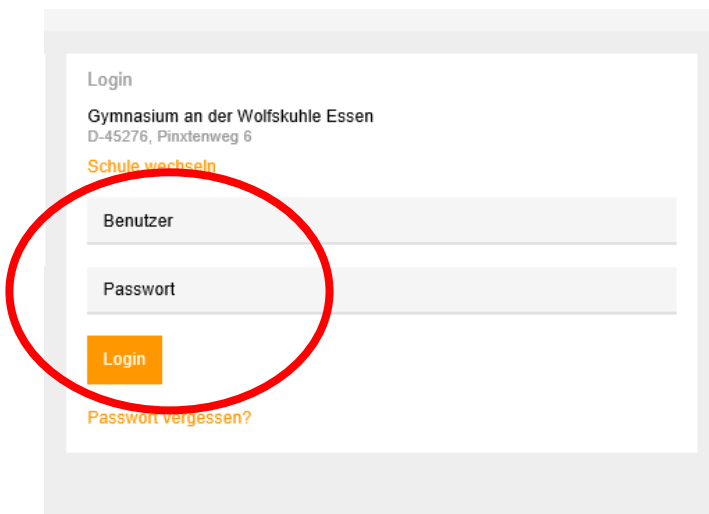 Login
Gymnasium an der Wolfskuhle Essen
D-45276, Pinxtenweg 6
Schule wechseln
Benutzer
Passwort
Login
Passwort vergessen?